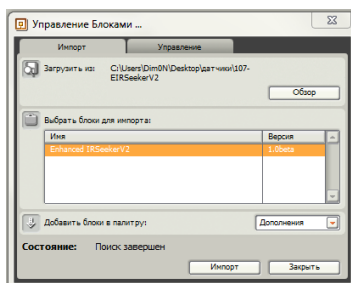 Управление Блоками ...
Импорт Управление
Загрузить из: C:\Users\Dim0N\Desktop\датчики\107-
EIRSeekerV2
Обзор
Выбрать блоки для импорта:
Имя Версия
Enhanced IRSeekerV2 1.0beta
Добавить блоки в палитру: Дополнения
Состояние: Поиск завершен
Импорт Закрыть